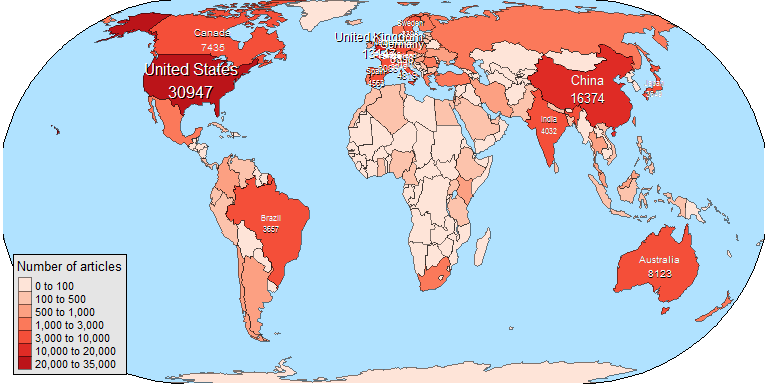 Canada
7435
United States
30947
United Kingdom
Sweden
Germany
Spain
China
16374
India
4032
Brazil
3657
Australia
8123
Number of articles
0 to 100
100 to 500
500 to 1,000
1,000 to 3,000
3,000 to 10,000
10,000 to 20,000
20,000 to 35,000